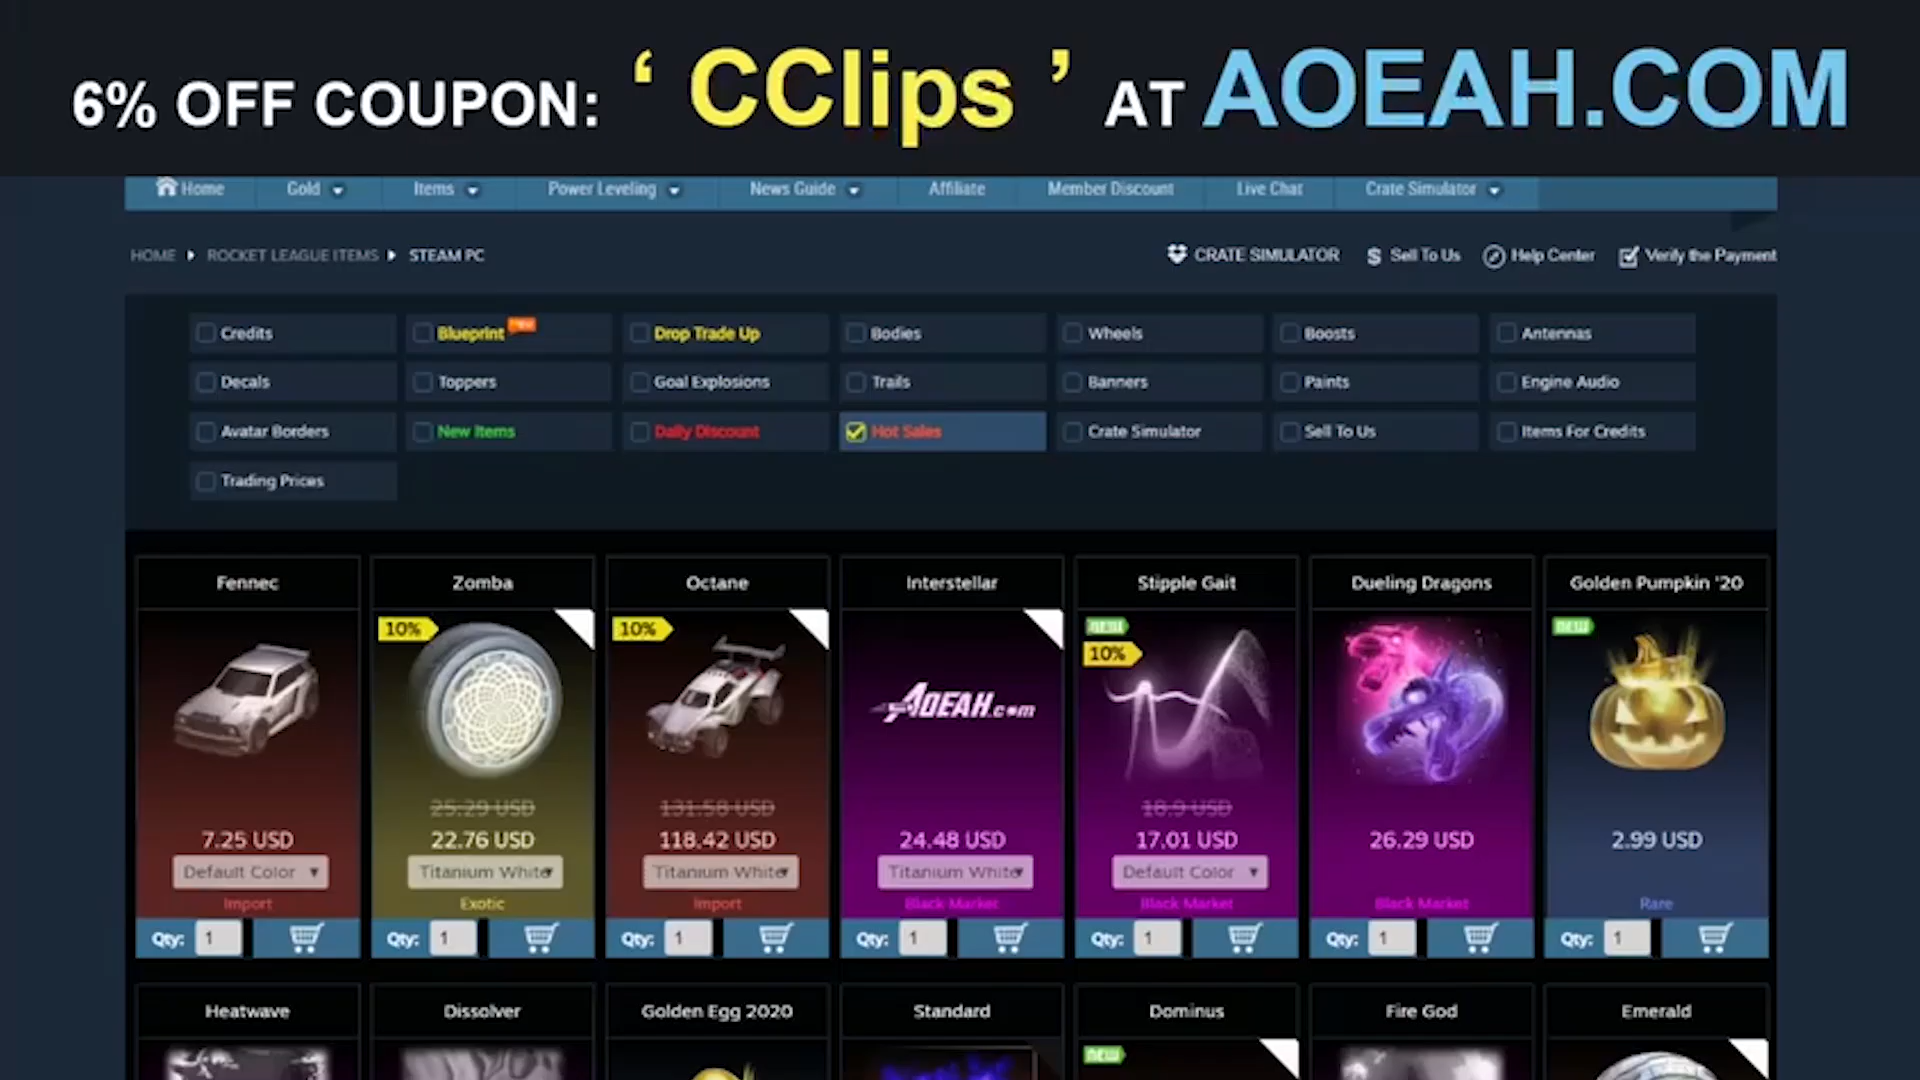 6% OFF COUPON: ‘ CClips ’ AT AOEAH.COM
Home Gold Items Power Leveling News Guide Affiliate Member Discount Live Chat Crate Simulator
HOME ROCKET LEAGUE ITEMS STEAM PC CRATE SIMULATOR $ Sell To Us Help Center Verify the Payment
Credits Blueprint New Drop Trade Up Bodies Wheels Boosts Antennas
Decals Toppers Goal Explosions Trails Banners Paints Engine Audio
Avatar Borders New Items Daily Discount Hot Sales Crate Simulator Sell To Us Items For Credits
Trading Prices
Fennec Zomba Octane Interstellar Stipple Gait Dueling Dragons Golden Pumpkin '20
10% 10% new new
10%
AOEAH.com
25.29 USD 131.58 USD 18.9 USD
7.25 USD 22.76 USD 118.42 USD 24.48 USD 17.01 USD 26.29 USD 2.99 USD
Default Color Titanium White Titanium White Titanium White Default Color
Import Exotic Import Black Market Black Market Black Market Rare
Qty: 1 Qty: 1 Qty: 1 Qty: 1 Qty: 1 Qty: 1 Qty: 1
Heatwave Dissolver Golden Egg 2020 Standard Dominus Fire God Emerald
new